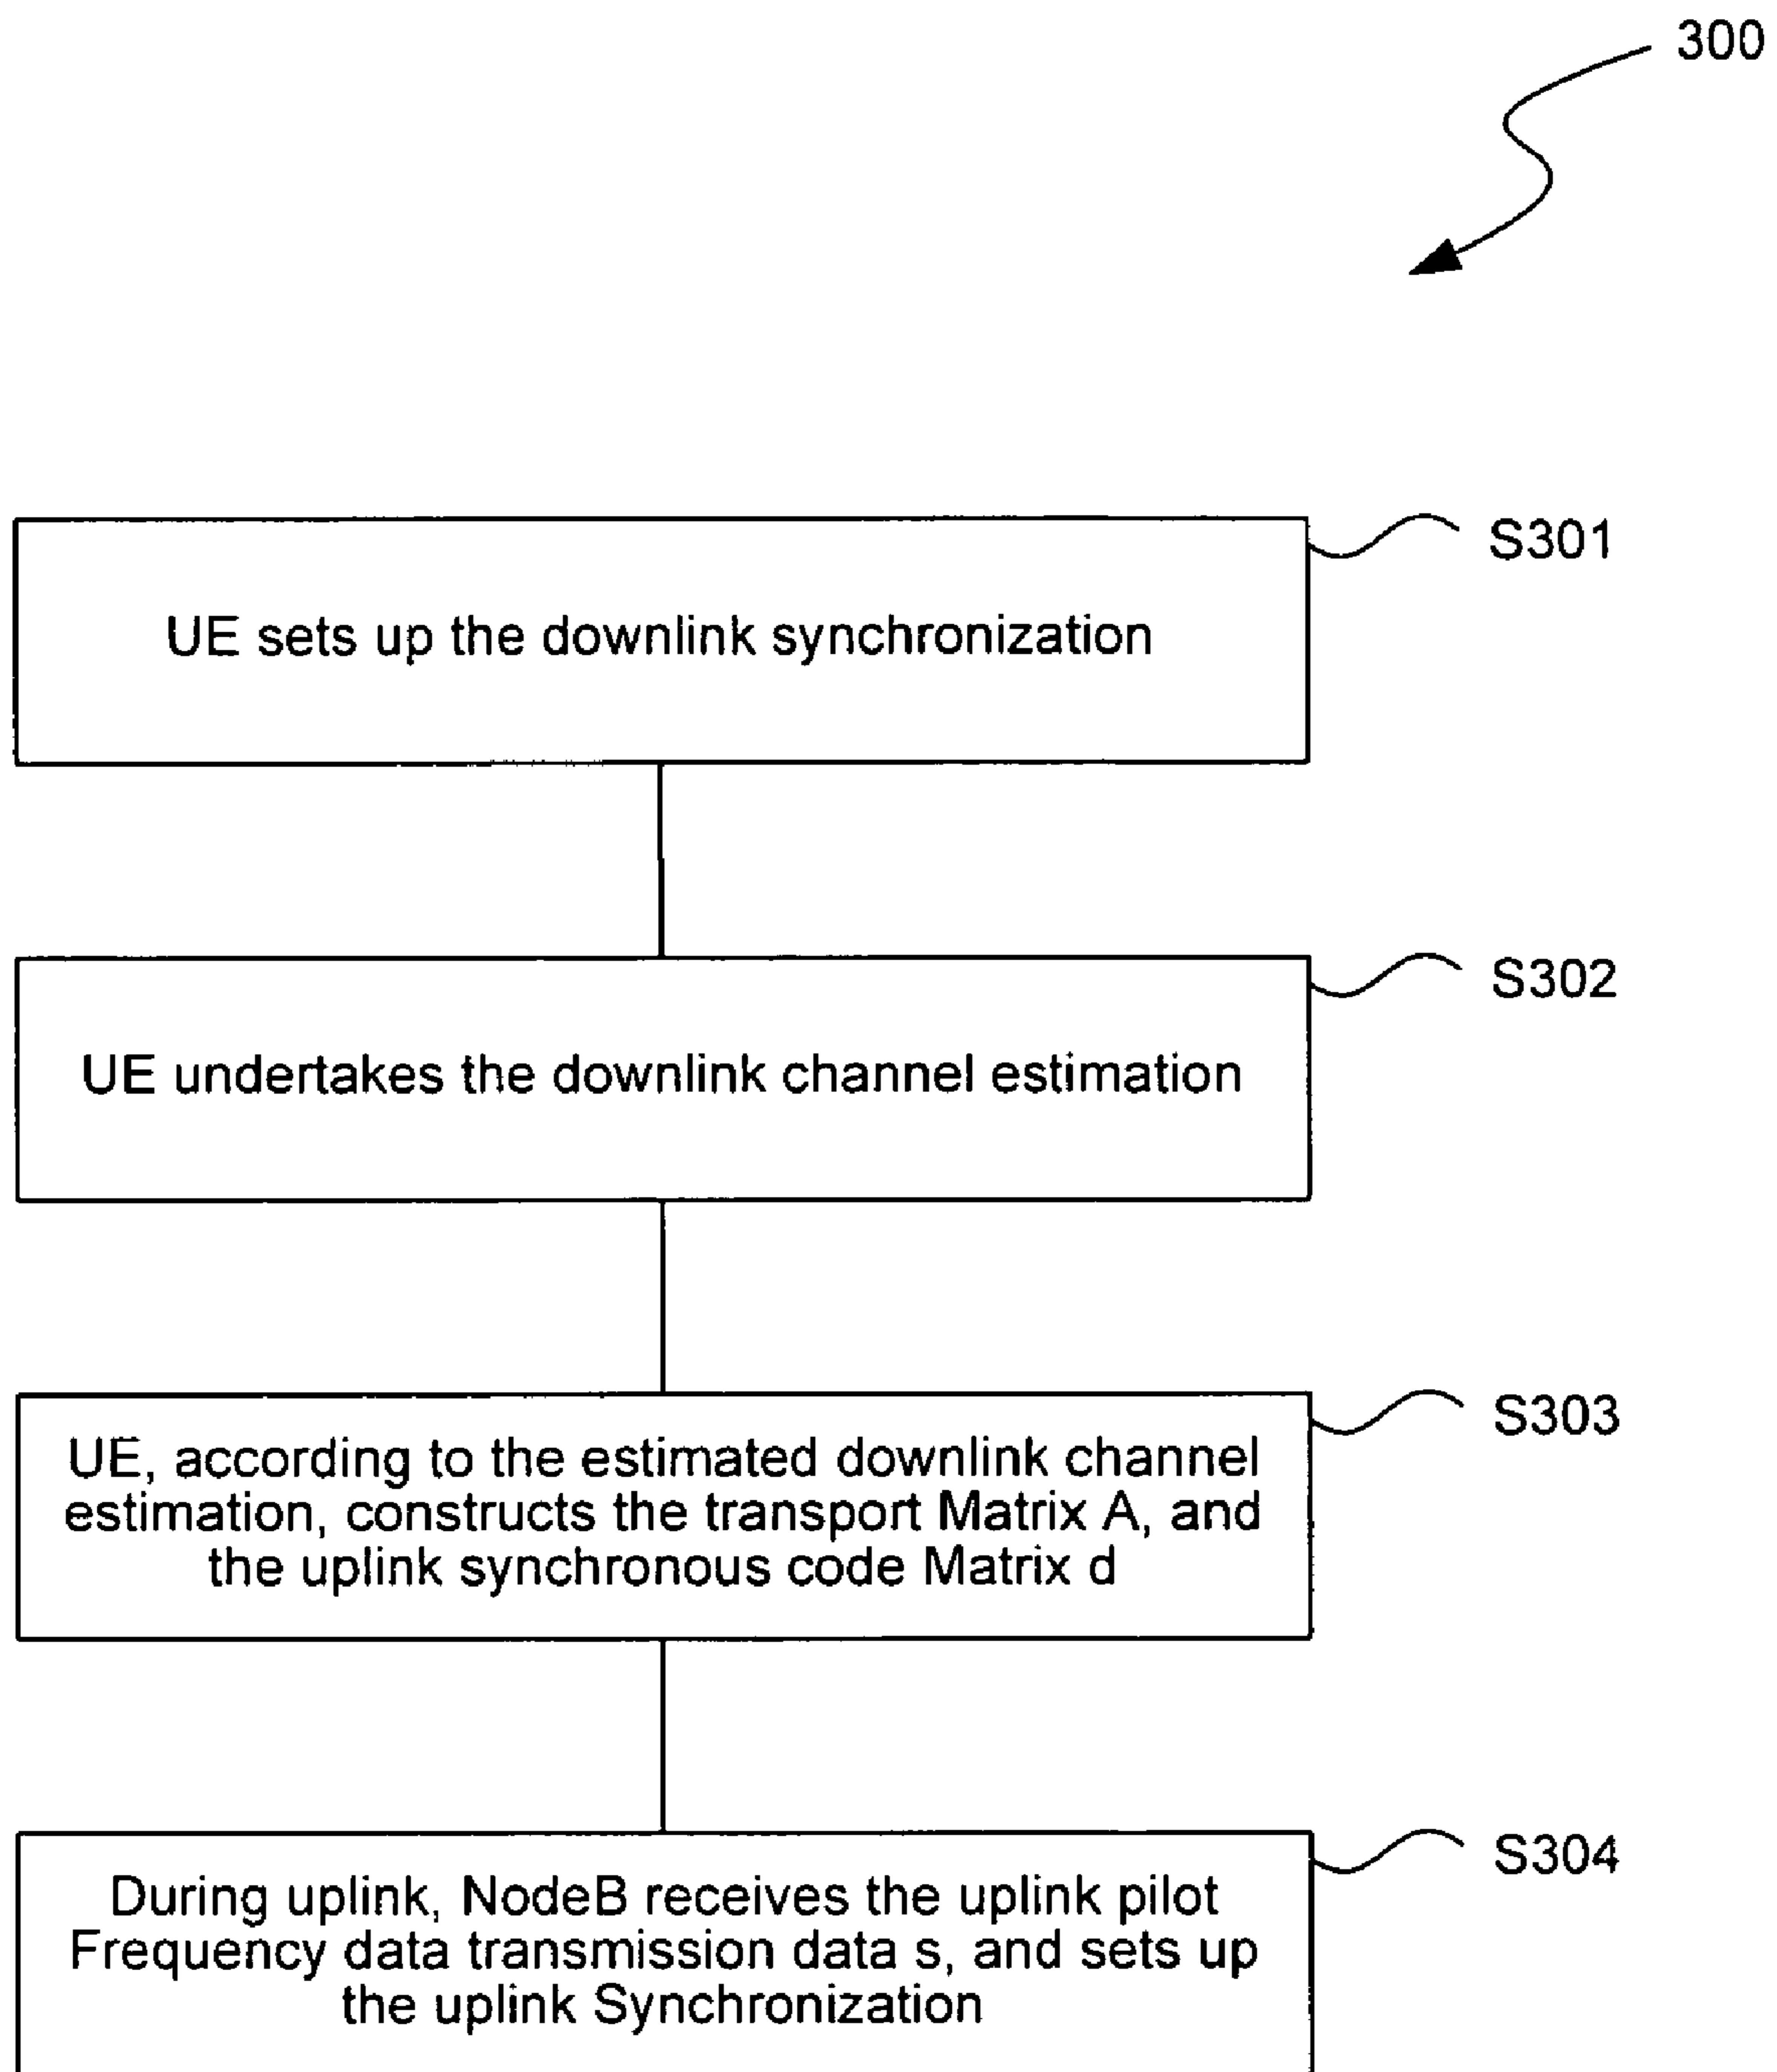 300
S301
UE sets up the downlink synchronization
S302
UE undertakes the downlink channel estimation
S303
UE, according to the estimated downlink channel
estimation, constructs the transport Matrix A, and
the uplink synchronous code Matrix d
S304
During uplink, NodeB receives the uplink pilot
Frequency data transmission data s, and sets up
the uplink Synchronization